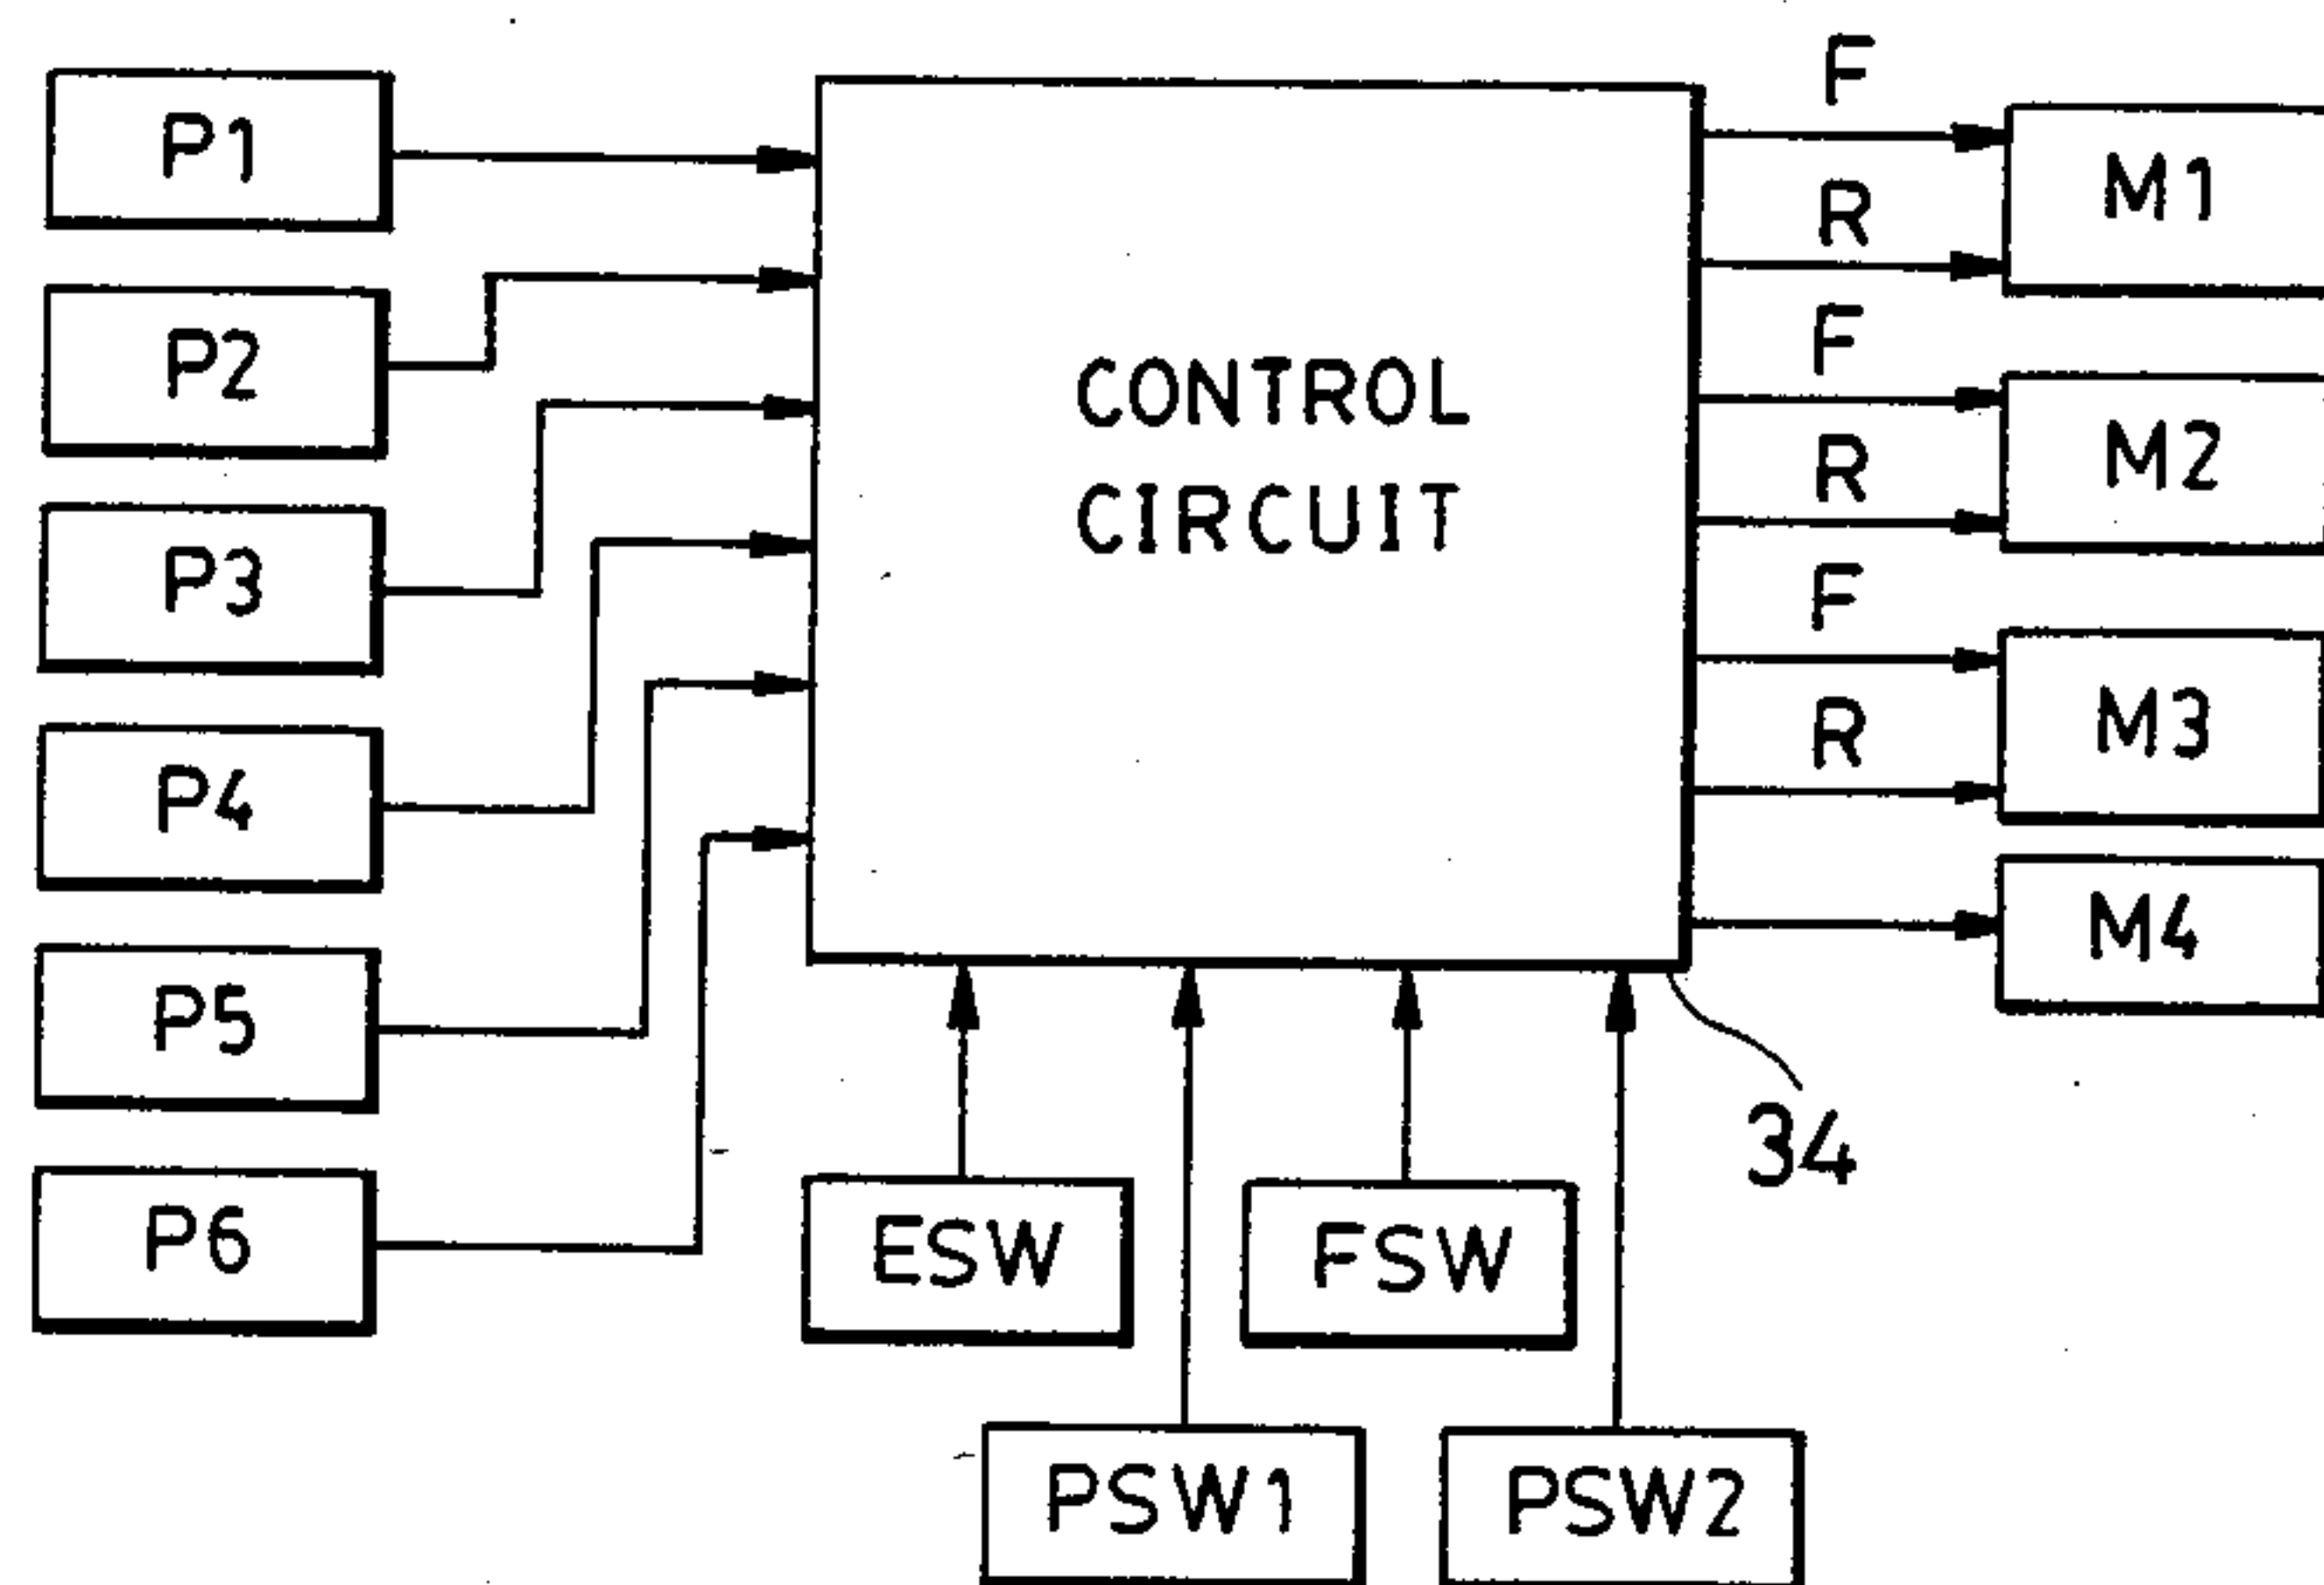 P1
P2
P3
P4
P5
P6
CONTROL
CIRCUIT
F
R
F
R
F
R
M1
M2
M3
M4
34
ESW
FSW
PSW1
PSW2